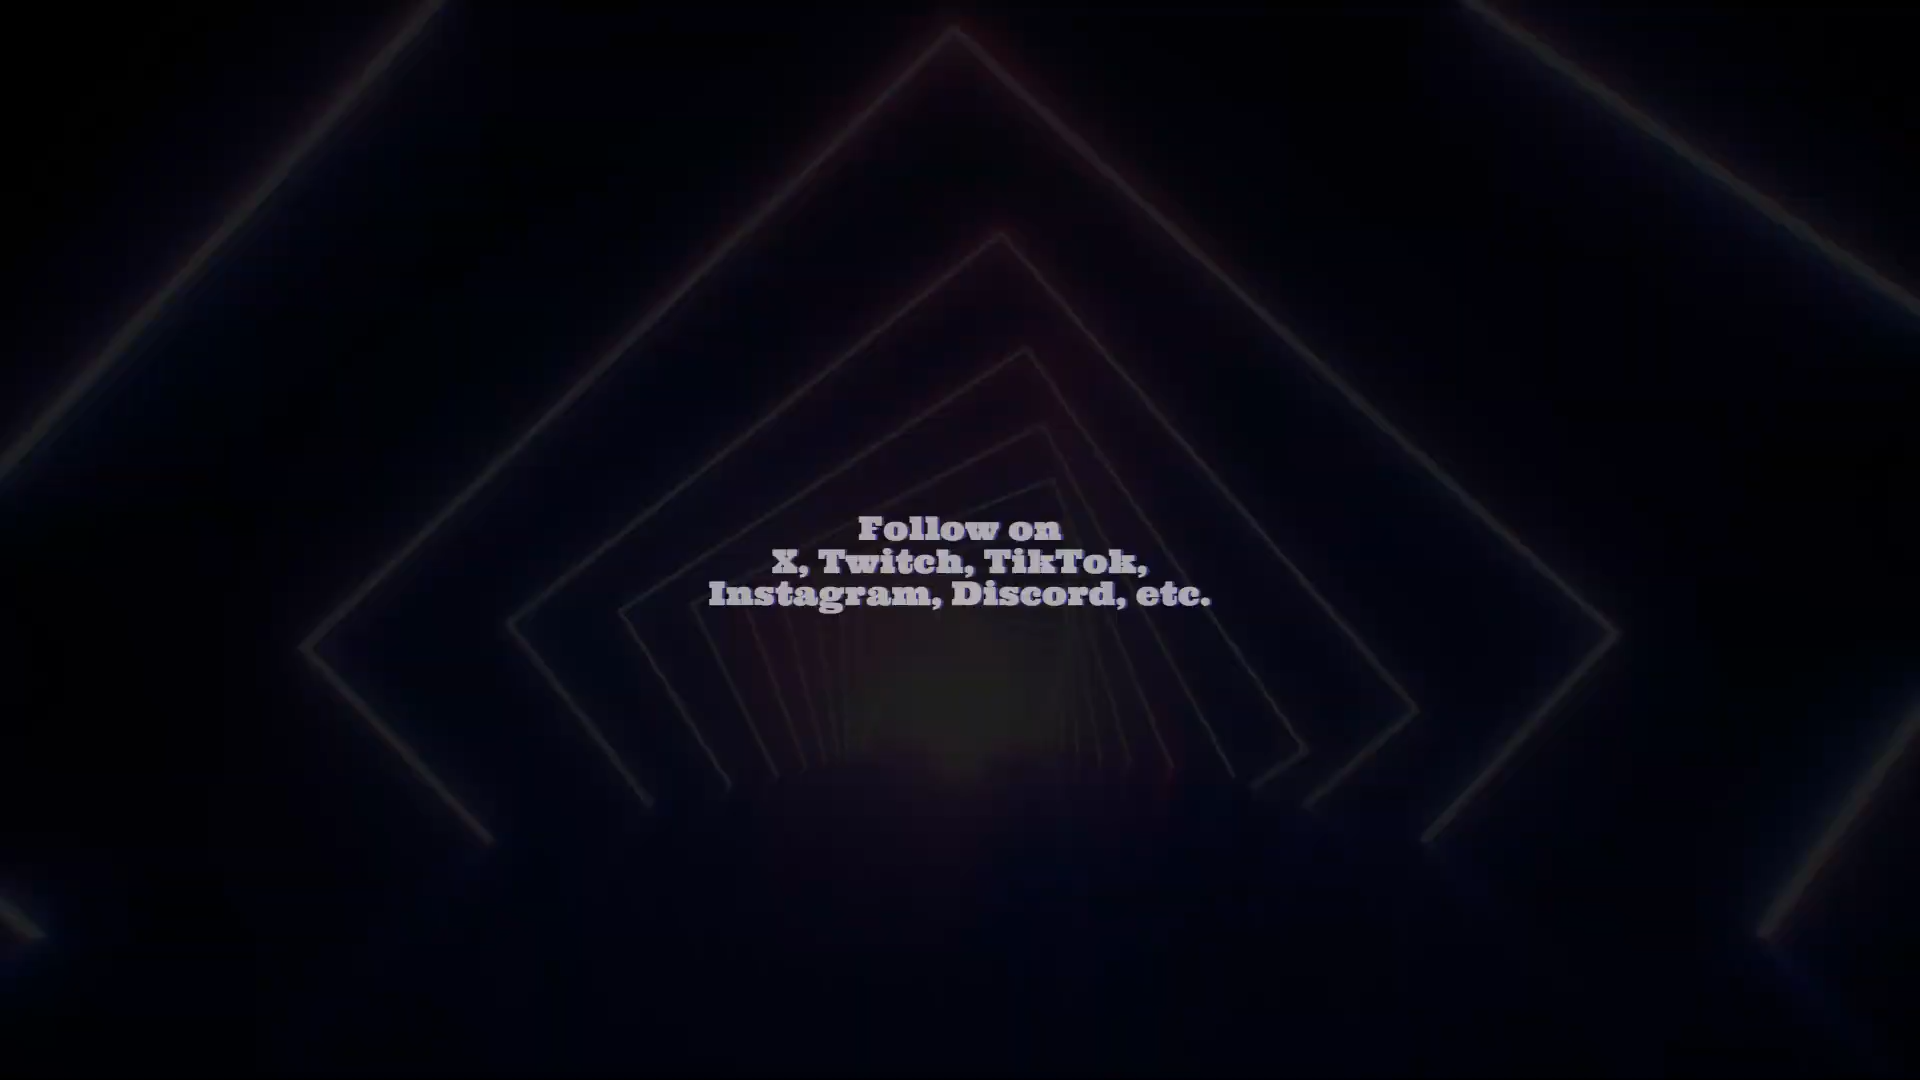 Follow on
X, Twitch, TikTok,
Instagram, Discord, etc.